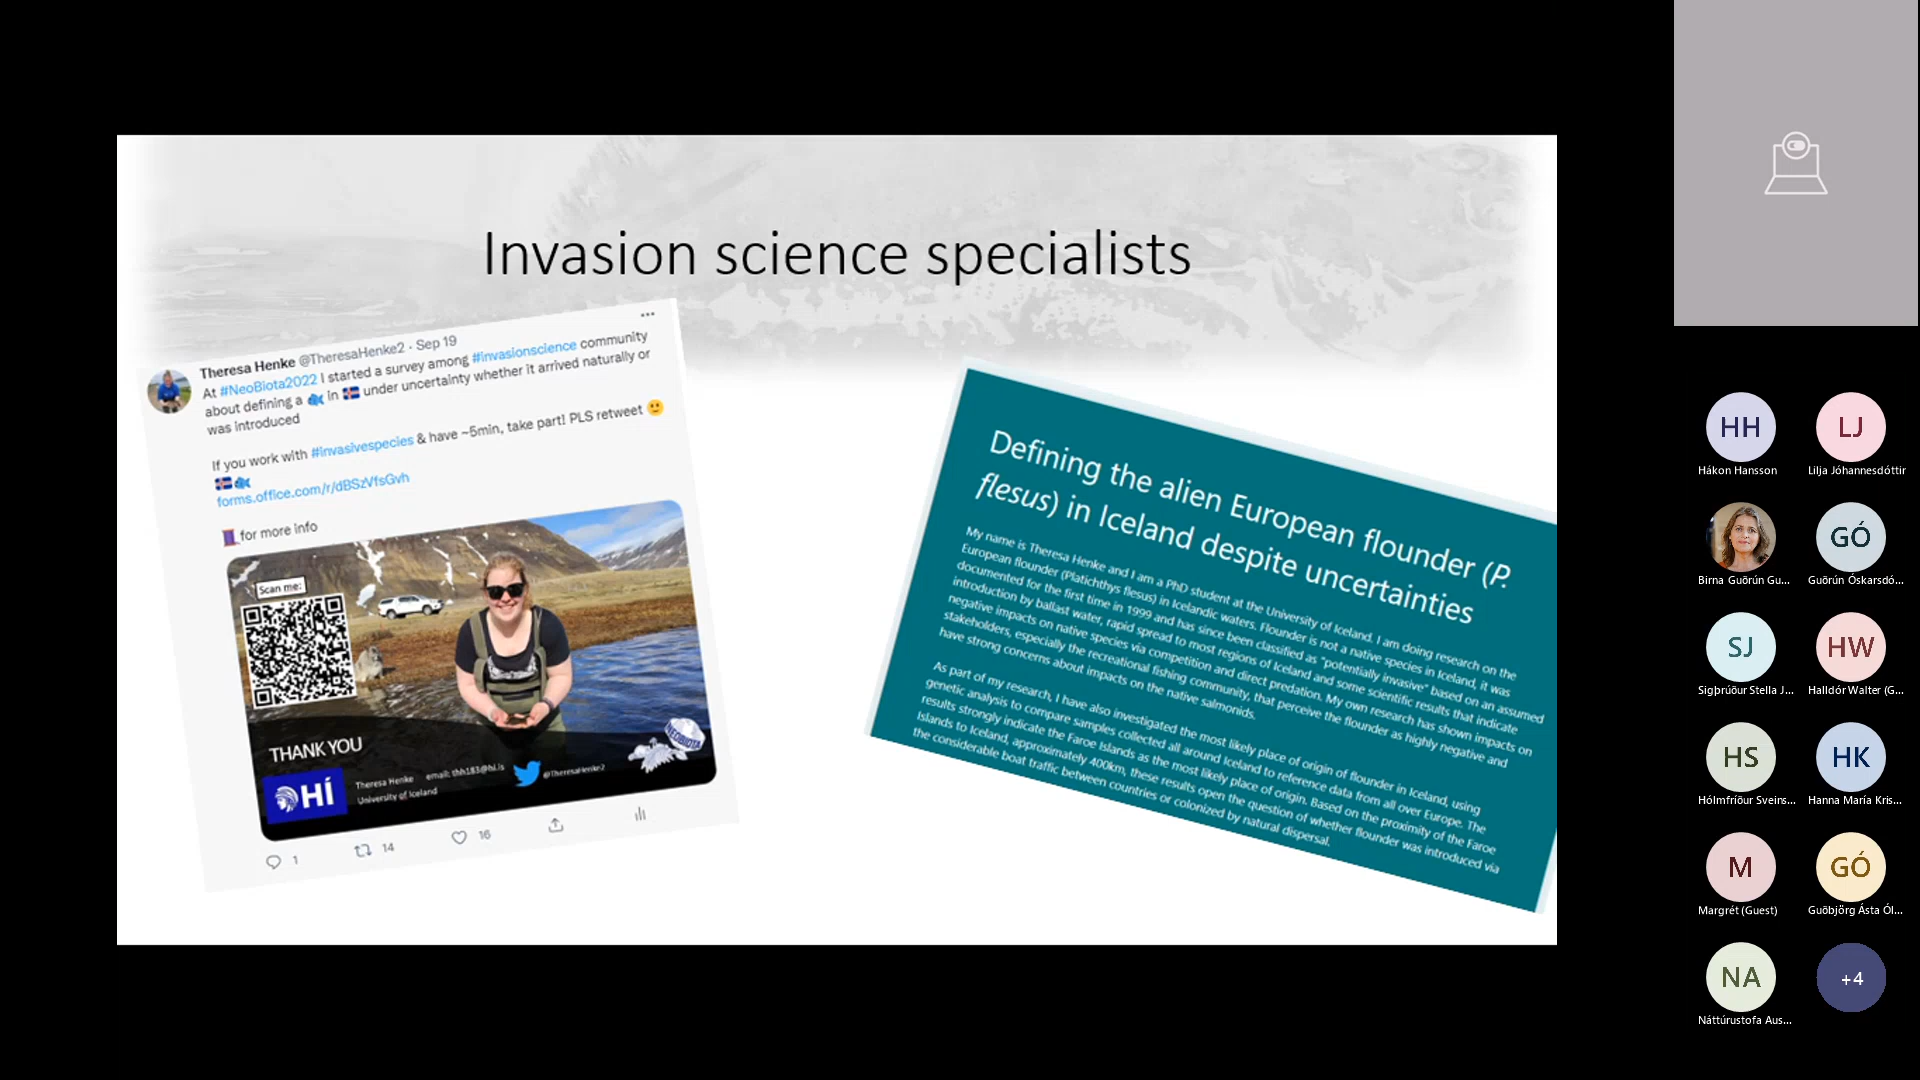 Invasion science specialists
Theresa Henke @TheresaHenke2 · Sep 19
At #NeoBiota2022 I started a survey among #invasionscience community
about defining a 🐟 in 🇮🇸 under uncertainty whether it arrived naturally or
was introduced
If you work with #invasivespecies & have ~5min, take part! PLS retweet 🙂
🇮🇸🐟
forms.office.com/r/dBSzVfsGvh
🧵for more info
Scan me:
THANK YOU
HÍ
Theresa Henke email: thh183@hi.is
University of Iceland
@TheresaHenke2
NEOBIOTA
1 14 16
Defining the alien European flounder (P.
flesus) in Iceland despite uncertainties
My name is Theresa Henke and I am a PhD student at the University of Iceland. I am doing research on the
European flounder (Platichthys flesus) in Icelandic waters. Flounder is not a native species in Iceland, it was
documented for the first time in 1999 and has since been classified as "potentially invasive" based on an assumed
introduction by ballast water, rapid spread to most regions of Iceland and some scientific results that indicate
negative impacts on native species via competition and direct predation. My own research has shown impacts on
stakeholders, especially the recreational fishing community, that perceive the flounder as highly negative and
have strong concerns about impacts on the native salmonids.
As part of my research, I have also investigated the most likely place of origin of flounder in Iceland, using
genetic analysis to compare samples collected all around Iceland to reference data from all over Europe. The
results strongly indicate the Faroe Islands as the most likely place of origin. Based on the proximity of the Faroe
Islands to Iceland, approximately 400km, these results open the question of whether flounder was introduced via
the considerable boat traffic between countries or colonized by natural dispersal.
HH
Hákon Hansson
LJ
Lilja Jóhannesdóttir
Birna Guðrún Gu...
GÓ
Guðrún Óskarsdó...
SJ
Sigþrúður Stella J...
HW
Halldór Walter (G...
HS
Hólmfríður Sveins...
HK
Hanna María Kris...
M
Margrét (Guest)
GÓ
Guðbjörg Ásta Ól...
NA
Náttúrustofa Aus...
+4